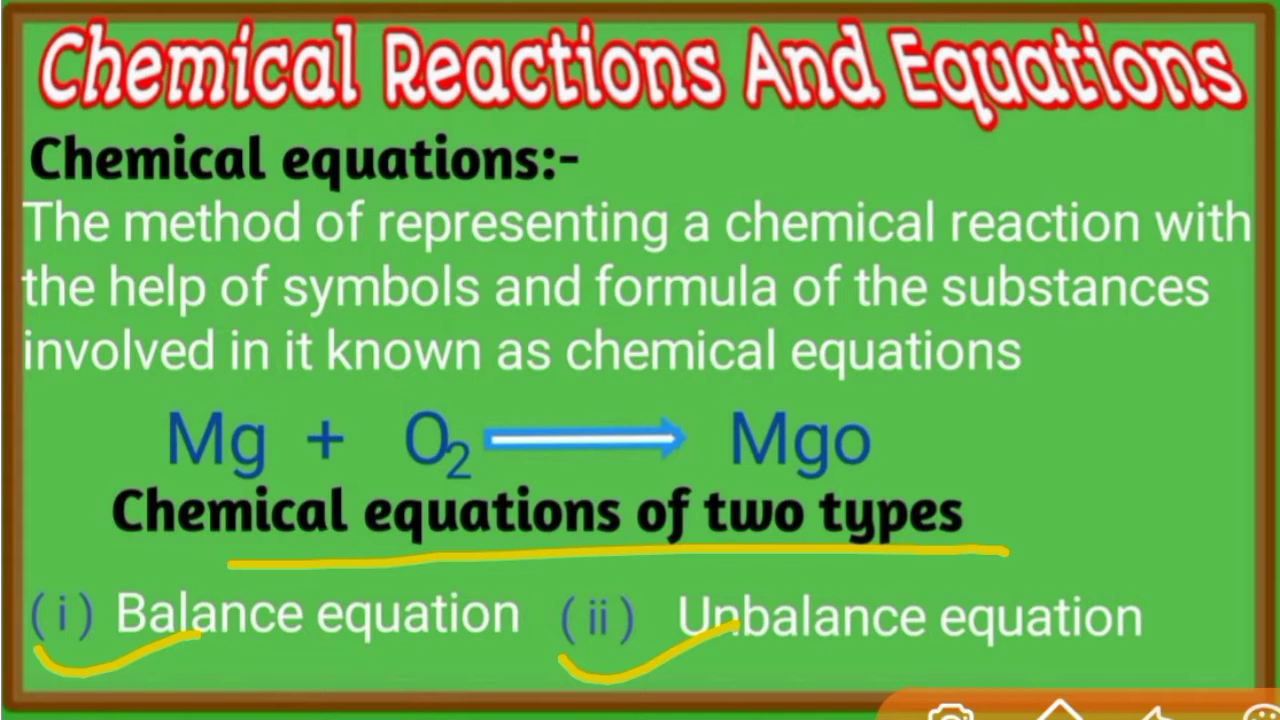 Chemical Reactions And Equations
Chemical equations:-
The method of representing a chemical reaction with
the help of symbols and formula of the substances
involved in it known as chemical equations
Mg + O₂ ⟶ Mgo
Chemical equations of two types
(i) Balance equation (ii) Unbalance equation